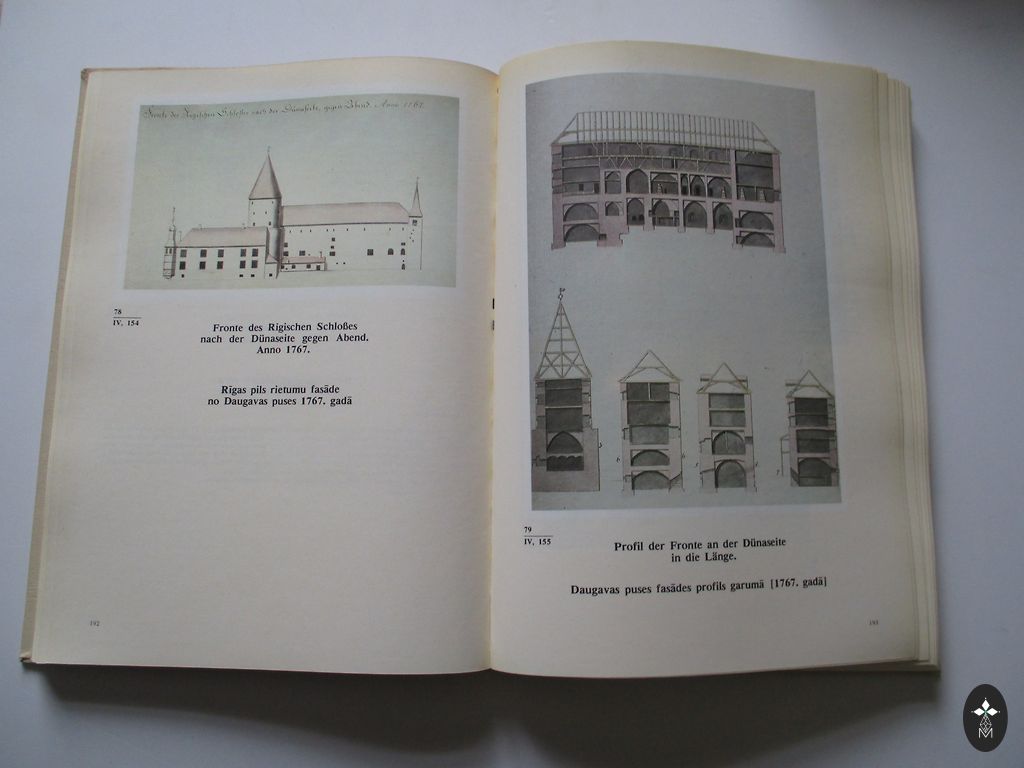 Fronte des Rigischen Schloßes nach der Dünaseite, gegen Abend. Anno 1767.
78
IV, 154
Fronte des Rigischen Schloßes
nach der Dünaseite gegen Abend.
Anno 1767.
Rīgas pils rietumu fasāde
no Daugavas puses 1767. gadā
192
79
IV, 155
Profil der Fronte an der Dünaseite
in die Länge.
Daugavas puses fasādes profils garumā [1767. gadā]
193
M